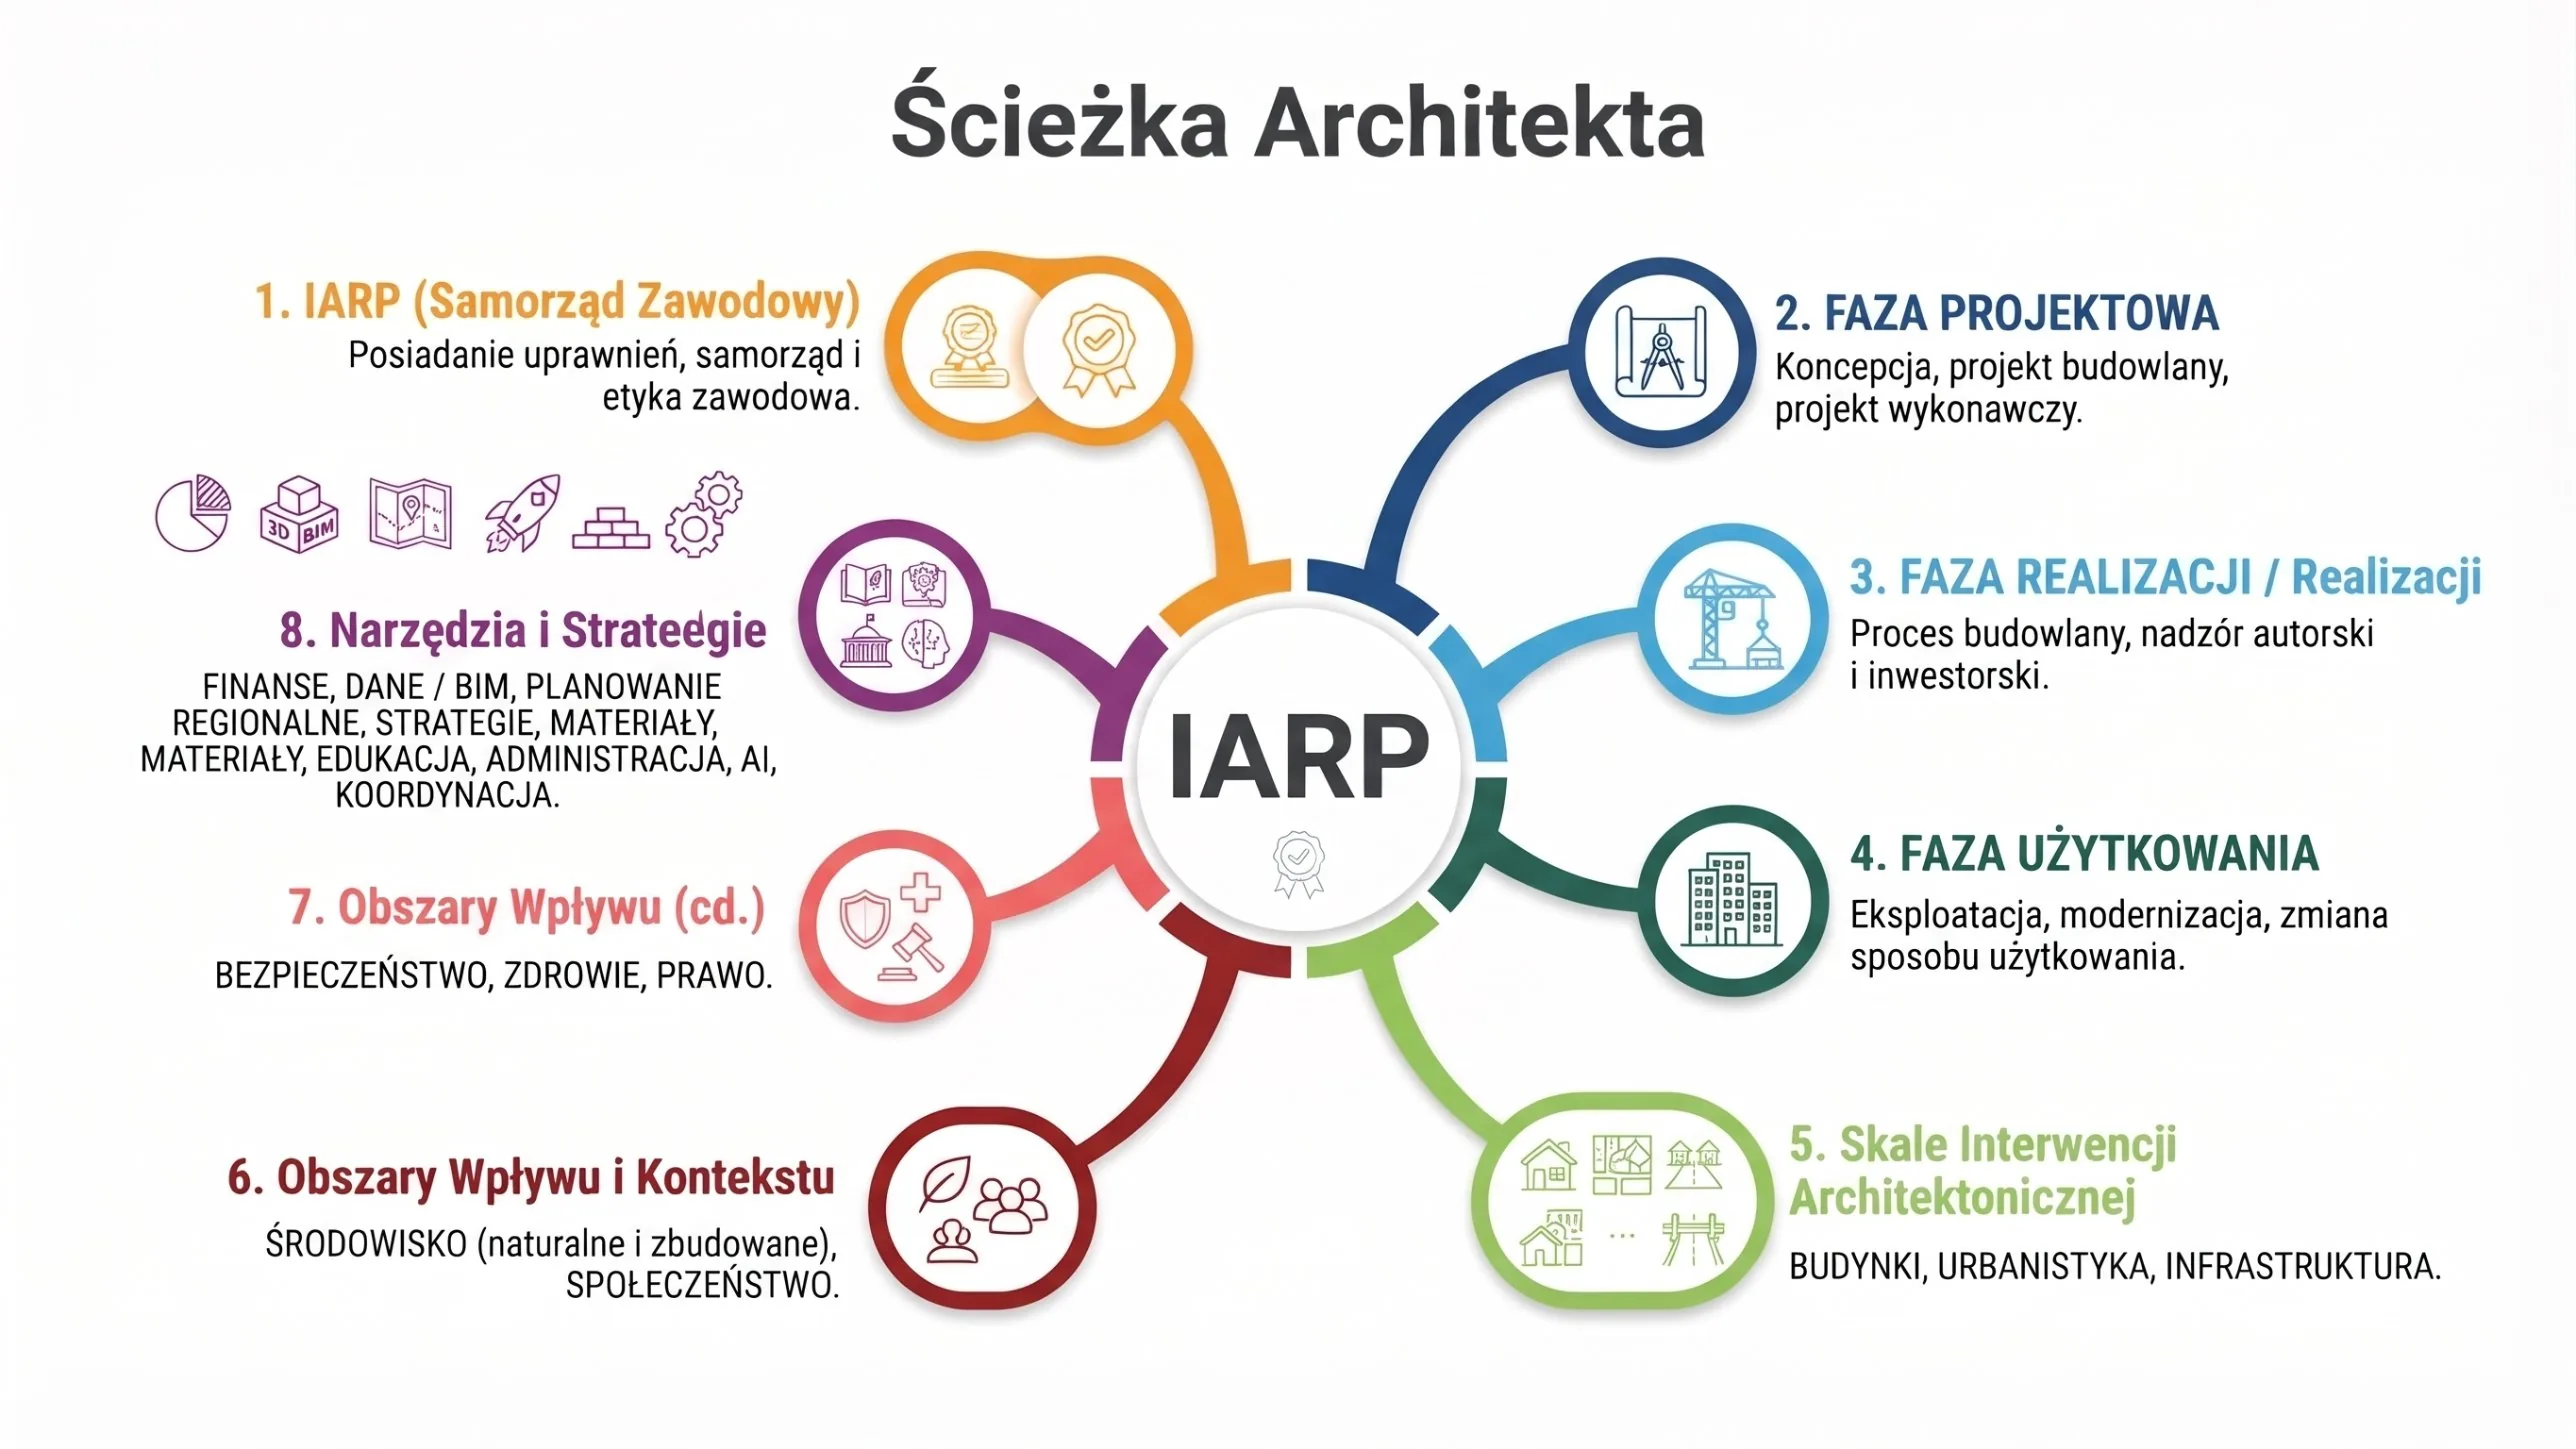 Ścieżka Architekta
1. IARP (Samorząd Zawodowy)
Posiadanie uprawnień, samorząd i
etyka zawodowa.
2. FAZA PROJEKTOWA
Koncepcja, projekt budowlany,
projekt wykonawczy.
3. FAZA REALIZACJI / Realizacji
Proces budowlany, nadzór autorski
i inwestorski.
4. FAZA UŻYTKOWANIA
Eksploatacja, modernizacja, zmiana
sposobu użytkowania.
5. Skale Interwencji
Architektonicznej
BUDYNKI, URBANISTYKA, INFRASTRUKTURA.
6. Obszary Wpływu i Kontekstu
ŚRODOWISKO (naturalne i zbudowane),
SPOŁECZEŃSTWO.
7. Obszary Wpływu (cd.)
BEZPIECZEŃSTWO, ZDROWIE, PRAWO.
3D BIM
8. Narzędzia i Strateegie
FINANSE, DANE / BIM, PLANOWANIE
REGIONALNE, STRATEGIE, MATERIAŁY,
MATERIAŁY, EDUKACJA, ADMINISTRACJA, AI,
KOORDYNACJA.
IARP